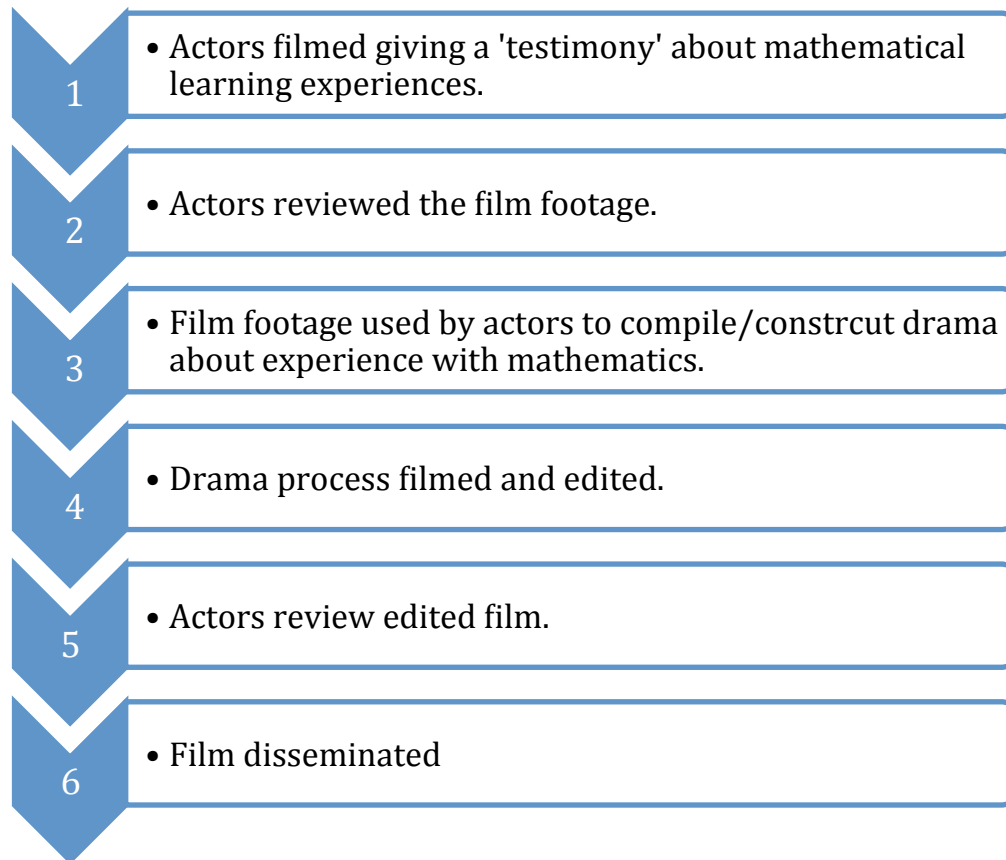 1
• Actors filmed giving a 'testimony' about mathematical
learning experiences.
2
• Actors reviewed the film footage.
3
• Film footage used by actors to compile/constrcut drama
about experience with mathematics.
4
• Drama process filmed and edited.
5
• Actors review edited film.
6
• Film disseminated